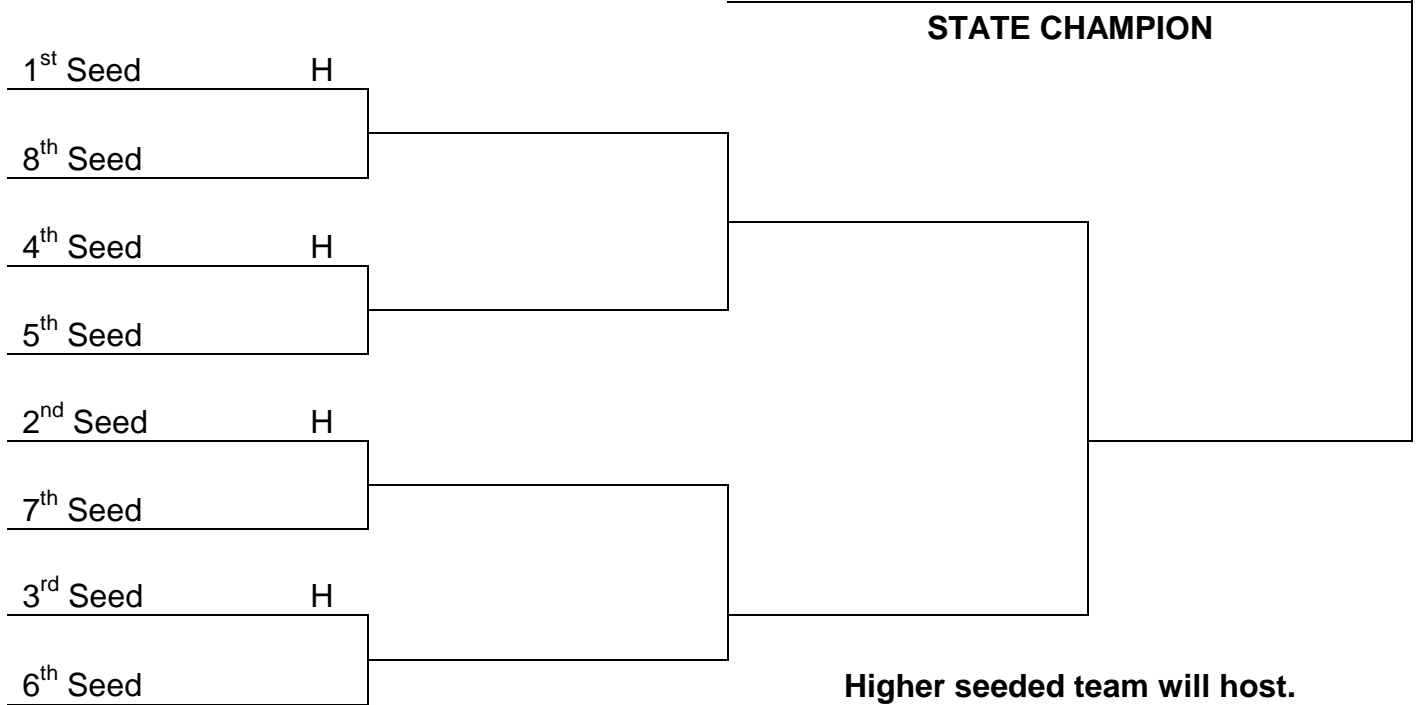 STATE CHAMPION
1st Seed H
8th Seed
4th Seed H
5th Seed
2nd Seed H
7th Seed
3rd Seed H
6th Seed
Higher seeded team will host.